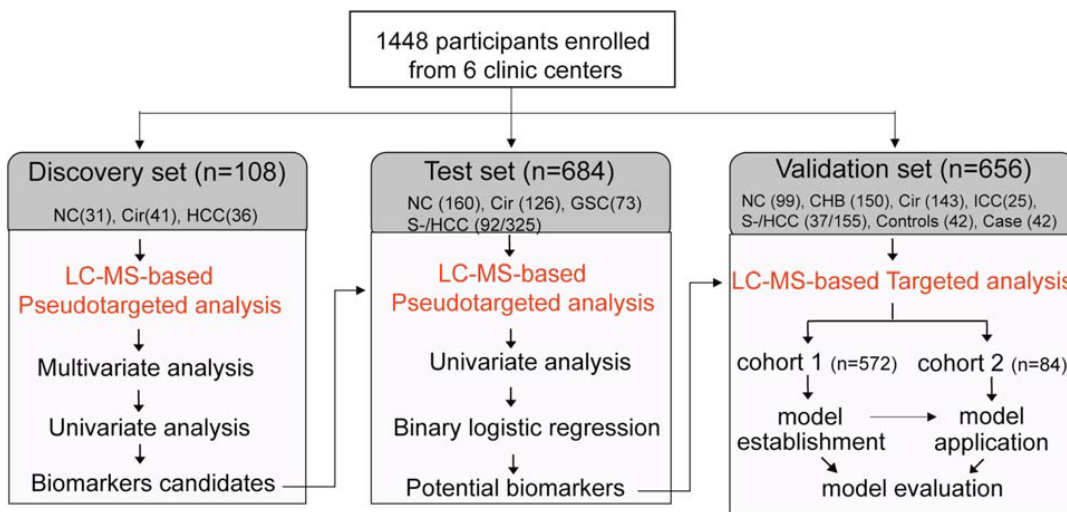 1448 participants enrolled
from 6 clinic centers
Discovery set (n=108)
NC(31), Cir(41), HCC(36)
LC-MS-based
Pseudotargeted analysis
Multivariate analysis
Univariate analysis
Biomarkers candidates
Test set (n=684)
NC (160), Cir (126), GSC(73)
S-/HCC (92/325)
LC-MS-based
Pseudotargeted analysis
Univariate analysis
Binary logistic regression
Potential biomarkers
Validation set (n=656)
NC (99), CHB (150), Cir (143), ICC(25),
S-/HCC (37/155), Controls (42), Case (42)
LC-MS-based Targeted analysis
cohort 1 (n=572)
cohort 2 (n=84)
model
establishment
model
application
model evaluation